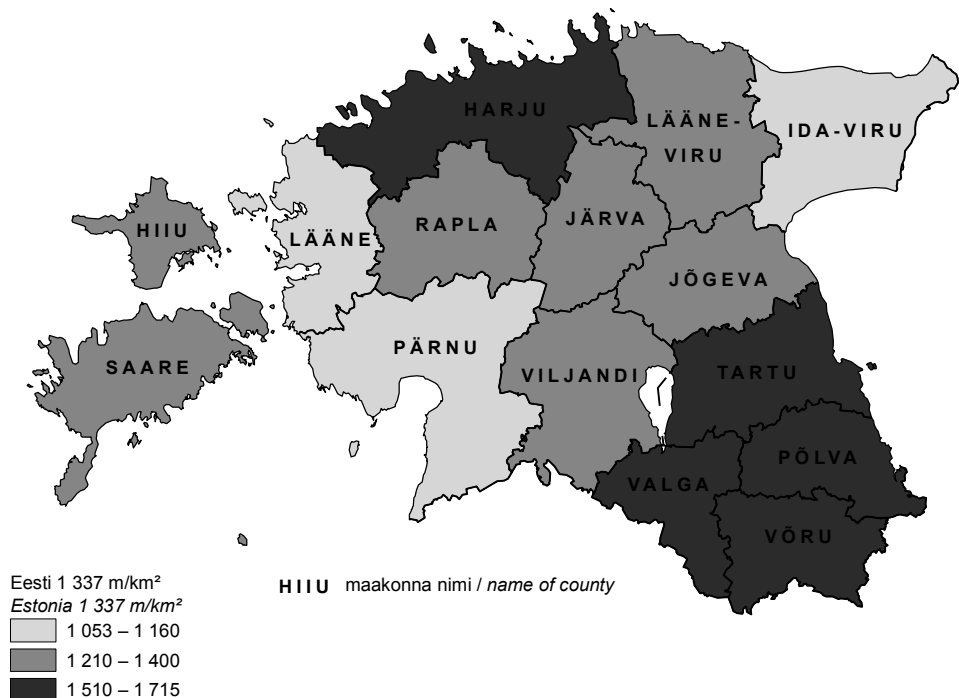 HARJU
LÄÄNE-
VIRU
IDA-VIRU
HIIU
LÄÄNE
RAPLA
JÄRVA
JÕGEVA
SAARE
PÄRNU
VILJANDI
TARTU
VALGA
PÕLVA
VÕRU
Eesti 1 337 m/km²
Estonia 1 337 m/km²
1 053 – 1 160
1 210 – 1 400
1 510 – 1 715
HIIU maakonna nimi / name of county